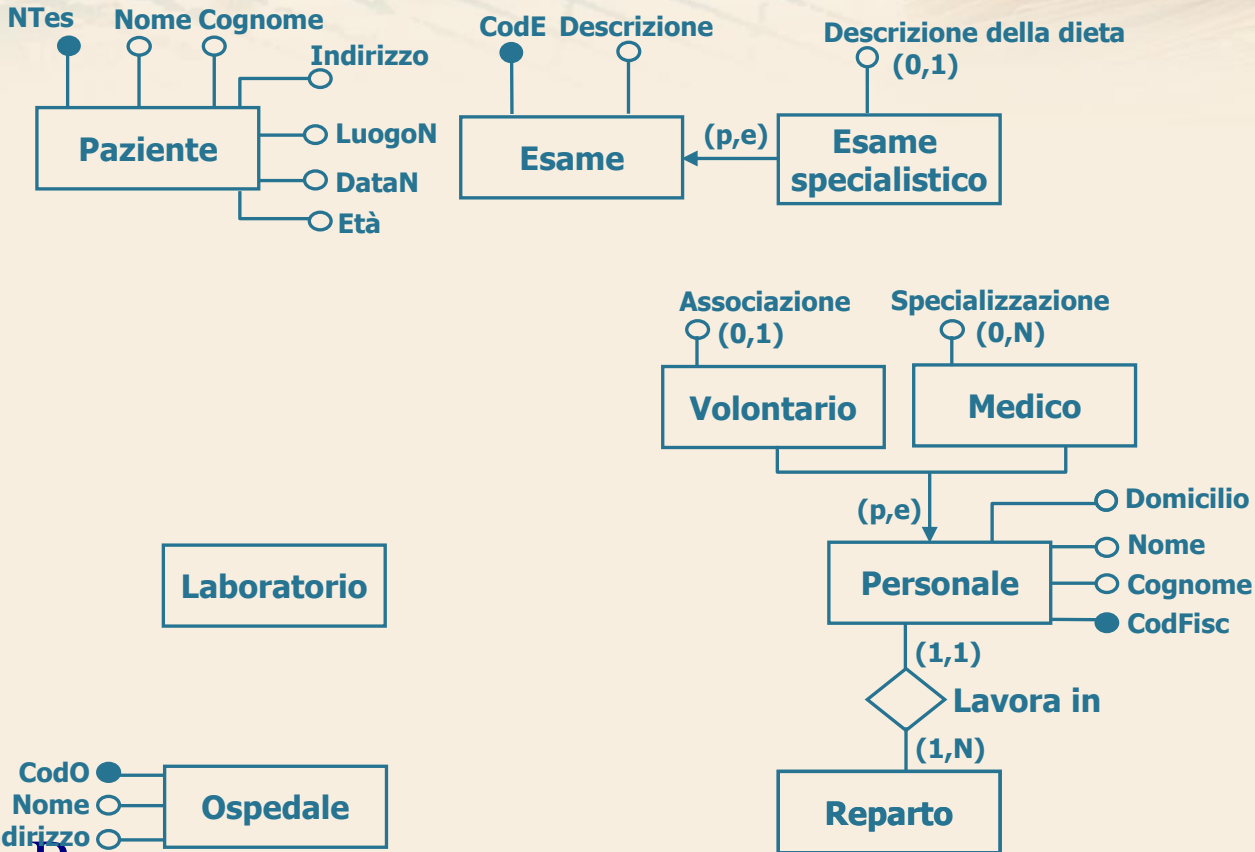 NTes
Nome Cognome
Indirizzo
Paziente
LuogoN
DataN
Età
CodE Descrizione
Esame
(p,e)
Descrizione della dieta
(0,1)
Esame
specialistico
Associazione
(0,1)
Specializzazione
(0,N)
Volontario
Medico
(p,e)
Domicilio
Nome
Cognome
CodFisc
Personale
Laboratorio
(1,1)
Lavora in
(1,N)
Reparto
CodO
Nome
dirizzo
Ospedale